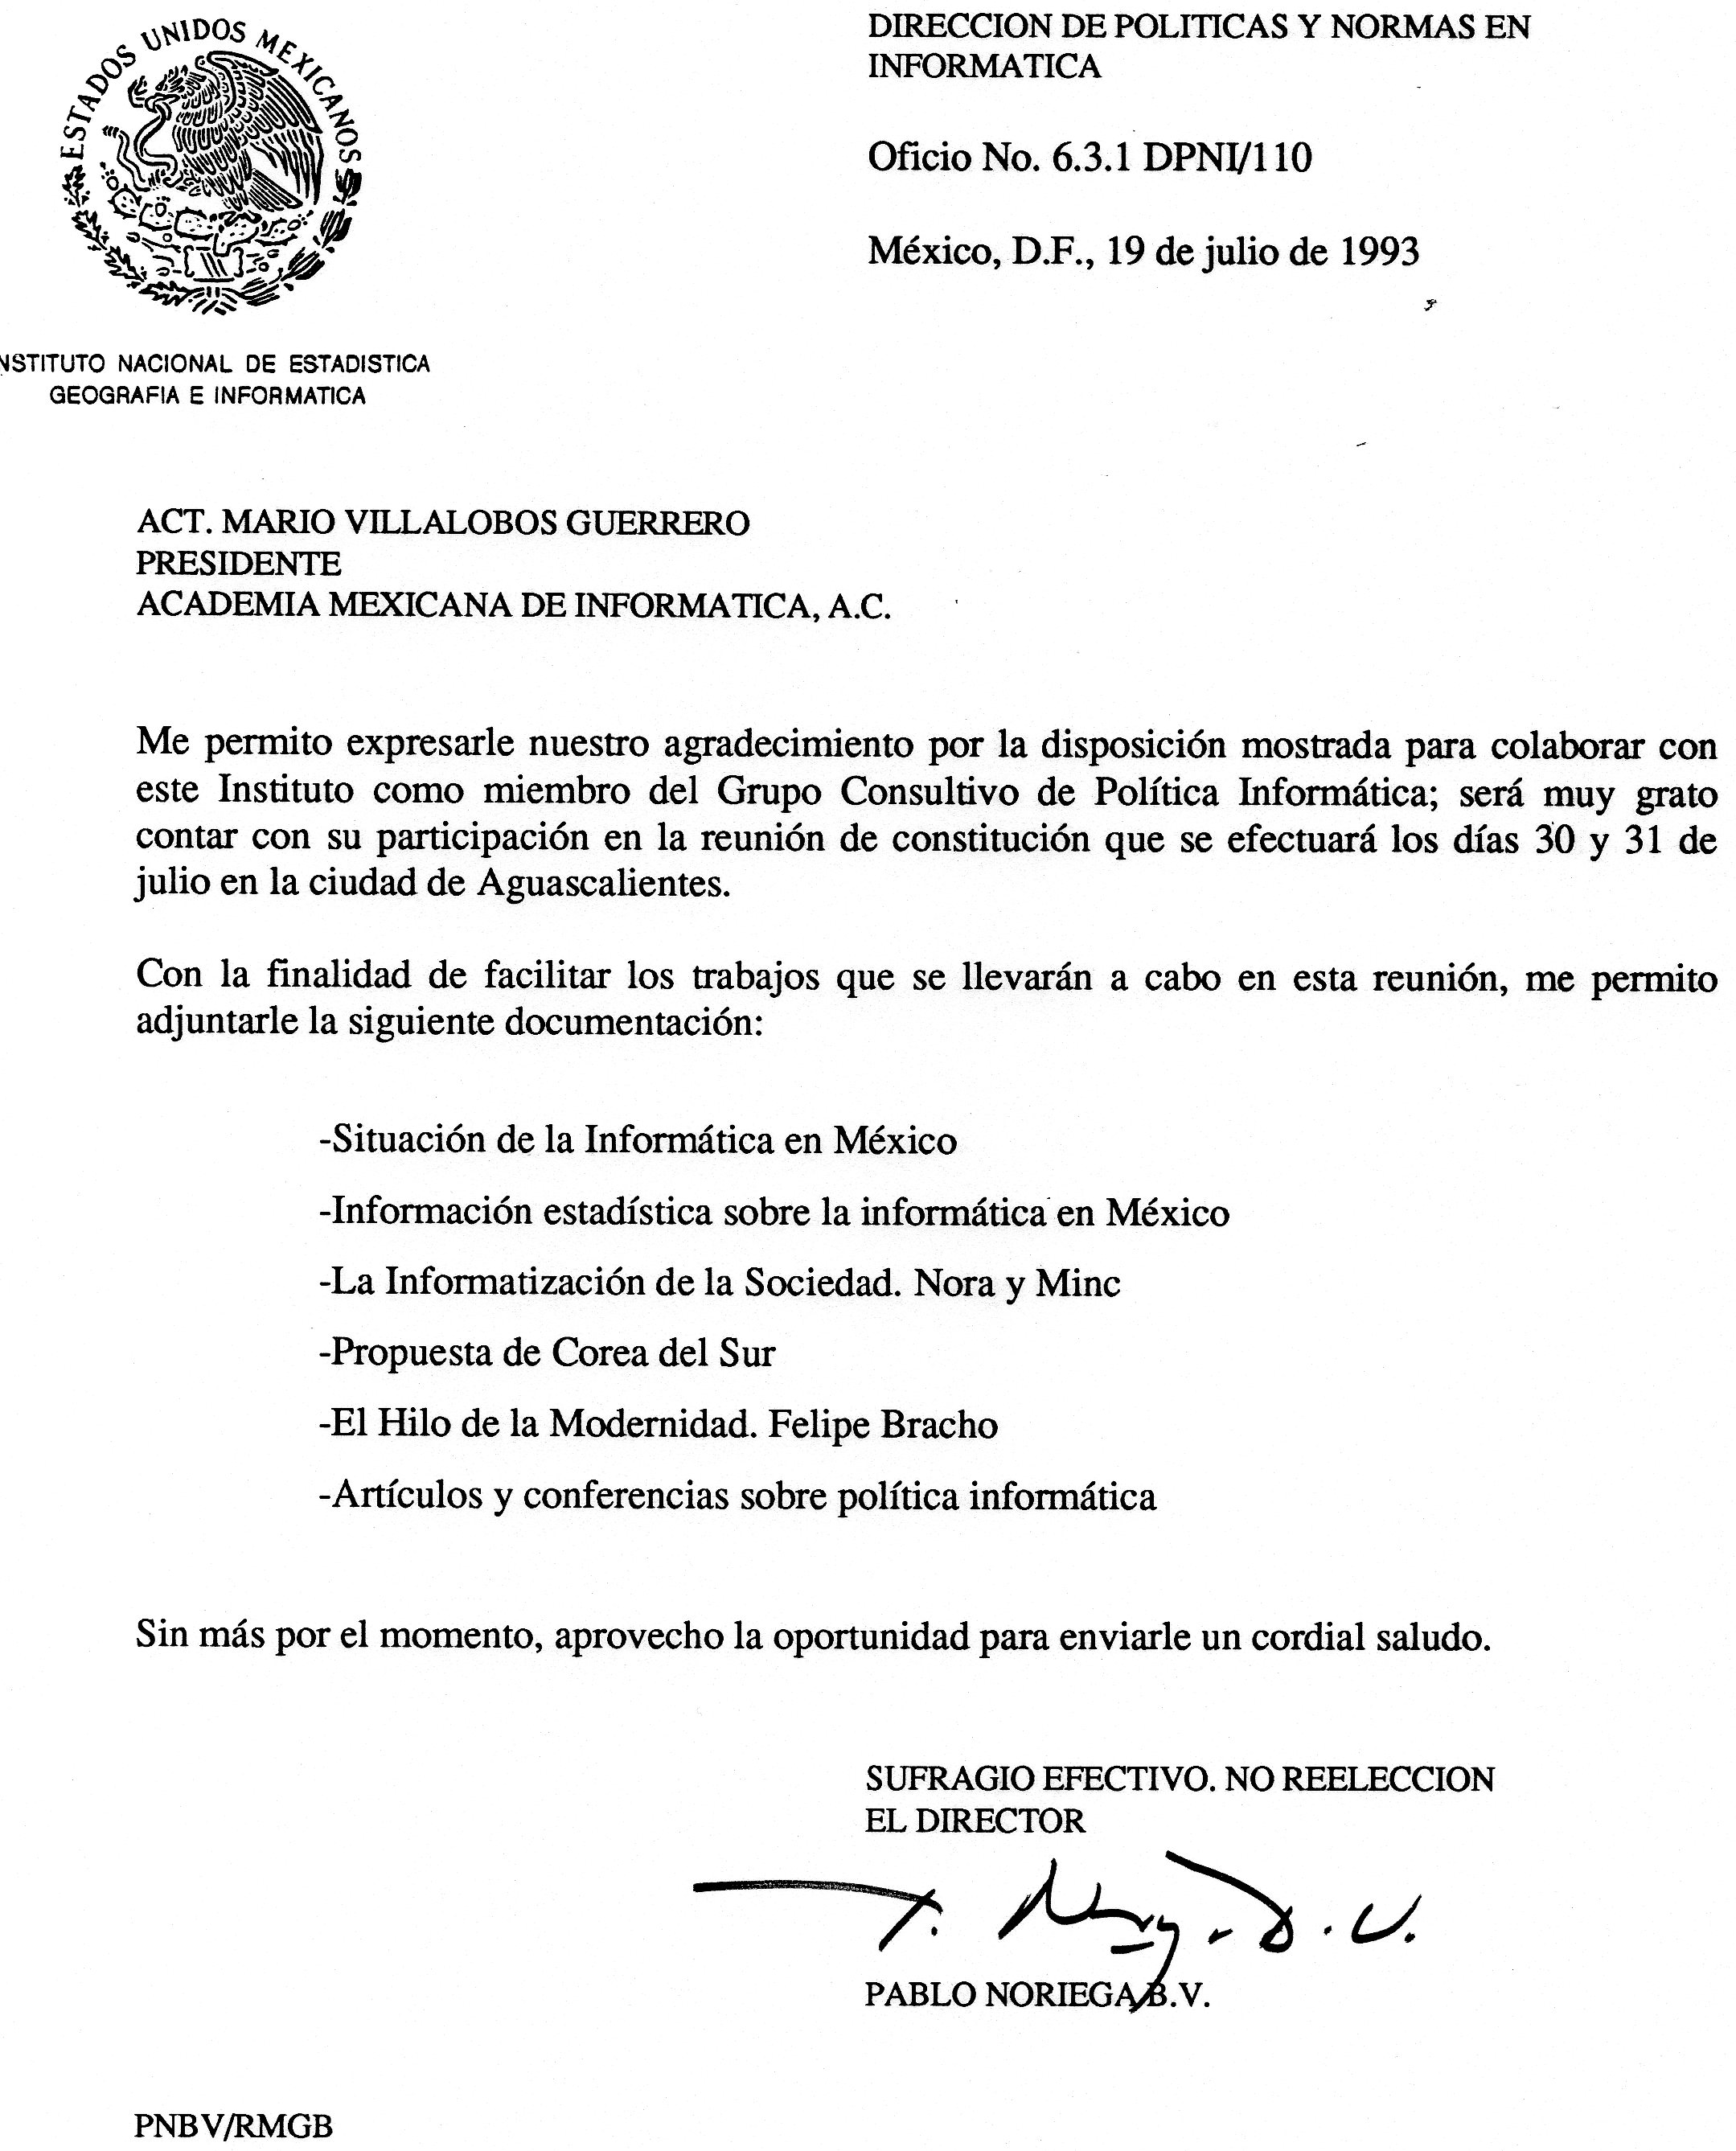 ESTADOS UNIDOS MEXICANOS
DIRECCION DE POLITICAS Y NORMAS EN
INFORMATICA
Oficio No. 6.3.1 DPNI/110
México, D.F., 19 de julio de 1993
NSTITUTO NACIONAL DE ESTADISTICA
GEOGRAFIA E INFORMATICA
ACT. MARIO VILLALOBOS GUERRERO
PRESIDENTE
ACADEMIA MEXICANA DE INFORMATICA, A.C.
Me permito expresarle nuestro agradecimiento por la disposición mostrada para colaborar con
este Instituto como miembro del Grupo Consultivo de Política Informática; será muy grato
contar con su participación en la reunión de constitución que se efectuará los días 30 y 31 de
julio en la ciudad de Aguascalientes.
Con la finalidad de facilitar los trabajos que se llevarán a cabo en esta reunión, me permito
adjuntarle la siguiente documentación:
-Situación de la Informática en México
-Información estadística sobre la informática en México
-La Informatización de la Sociedad. Nora y Minc
-Propuesta de Corea del Sur
-El Hilo de la Modernidad. Felipe Bracho
-Artículos y conferencias sobre política informática
Sin más por el momento, aprovecho la oportunidad para enviarle un cordial saludo.
SUFRAGIO EFECTIVO. NO REELECCION
EL DIRECTOR
PABLO NORIEGA B.V.
PNBV/RMGB